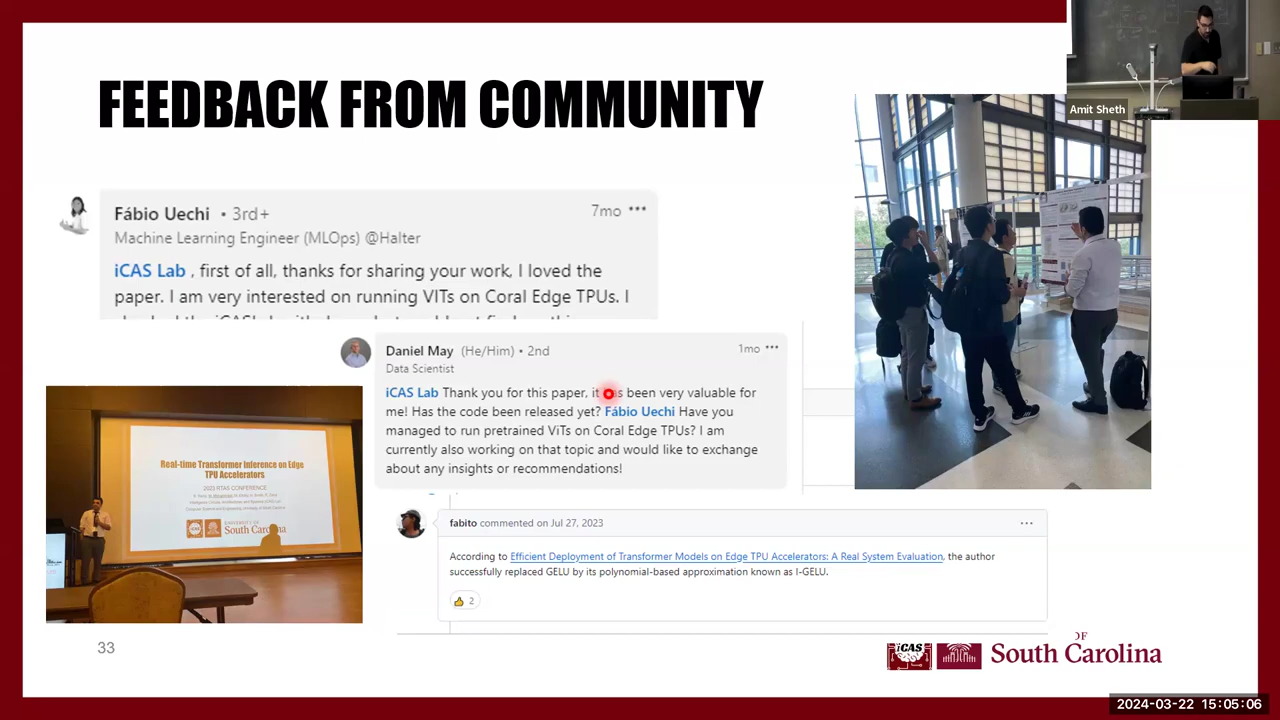 FEEDBACK FROM COMMUNITY
Amit Sheth
Fábio Uechi • 3rd+
7mo •••
Machine Learning Engineer (MLOps) @Halter
iCAS Lab , first of all, thanks for sharing your work, I loved the
paper. I am very interested on running VITs on Coral Edge TPUs. I
Daniel May (He/Him) • 2nd
1mo •••
Data Scientist
iCAS Lab Thank you for this paper, it has been very valuable for
me! Has the code been released yet? Fábio Uechi Have you
managed to run pretrained ViTs on Coral Edge TPUs? I am
currently also working on that topic and would like to exchange
about any insights or recommendations!
Real-time Transformer Inference on Edge
TPU Accelerators
2023 RTAS CONFERENCE
South Carolina
fabito commented on Jul 27, 2023
•••
According to Efficient Deployment of Transformer Models on Edge TPU Accelerators: A Real System Evaluation, the author
successfully replaced GELU by its polynomial-based approximation known as I-GELU.
👍 2
33
iCAS
OF
South Carolina
2024-03-22 15:05:06